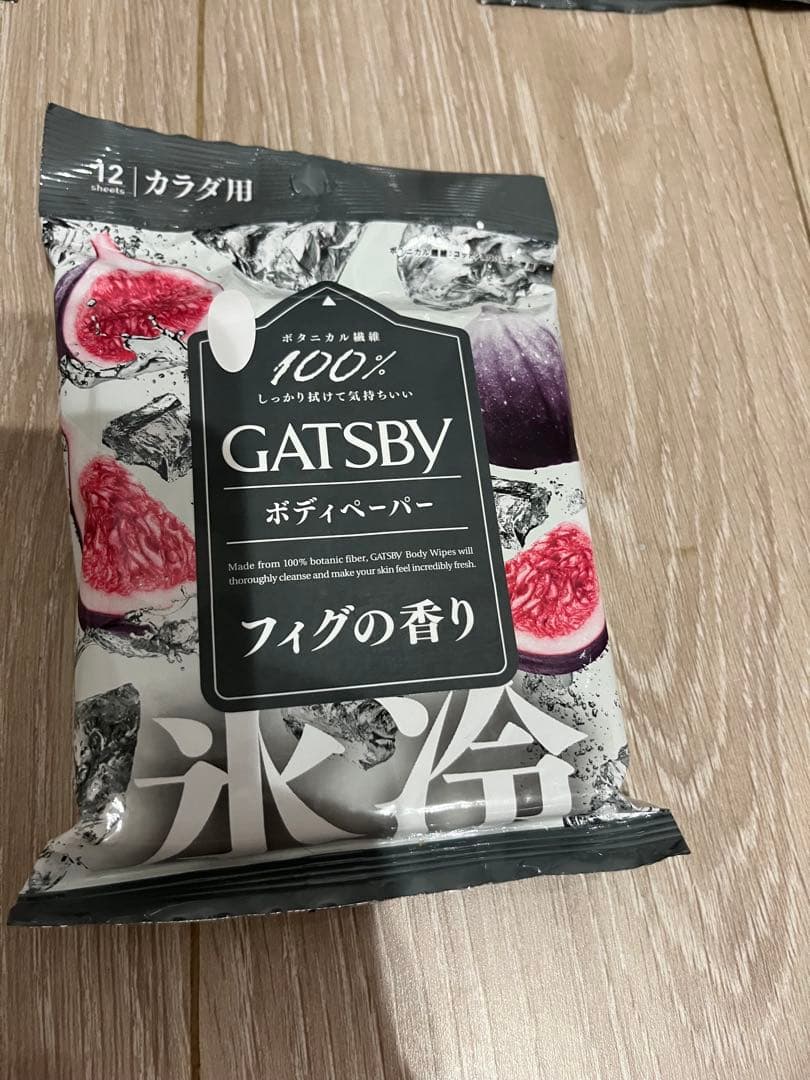 12
sheets
カラダ用
ボタニカル繊維
100%
しっかり拭けて気持ちいい
GATSBY
ボディペーパー
Made from 100% botanic fiber, GATSBY Body Wipes will
thoroughly cleanse and make your skin feel incredibly fresh.
フィグの香り
氷冷